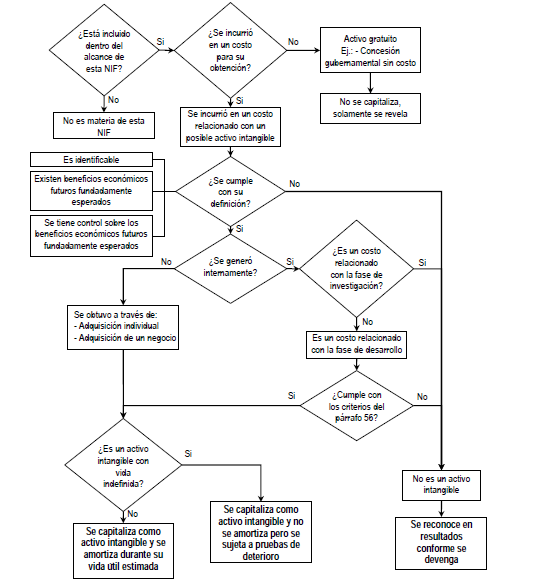 ¿Está incluido
dentro del
alcance de
esta NIF?
Si
¿Se incurrió
en un costo
para su
obtención?
No
Activo gratuito
Ej.: - Concesión
gubernamental sin costo
No
Si
No es materia de esta
NIF
Se incurrió en un costo
relacionado con un
posible activo intangible
No se capitaliza,
solamente se revela
Es identificable
Existen beneficios económicos
futuros fundadamente
esperados
Se tiene control sobre los
beneficios económicos futuros
fundadamente esperados
¿Se cumple
con su
definición?
No
Si
No
¿Se generó
internamente?
Si
¿Es un costo
relacionado
con la fase de
investigación?
Si
No
Se obtuvo a través de:
- Adquisición individual
- Adquisición de un negocio
Es un costo relacionado
con la fase de desarrollo
Si
¿Cumple con
los criterios del
párrafo 56?
No
¿Es un activo
intangible con
vida
indefinida?
Si
No
No es un activo
intangible
Se capitaliza como
activo intangible y se
amortiza durante su
vida útil estimada
Se capitaliza como
activo intangible y no
se amortiza pero se
sujeta a pruebas de
deterioro
Se reconoce en
resultados
conforme se
devenga